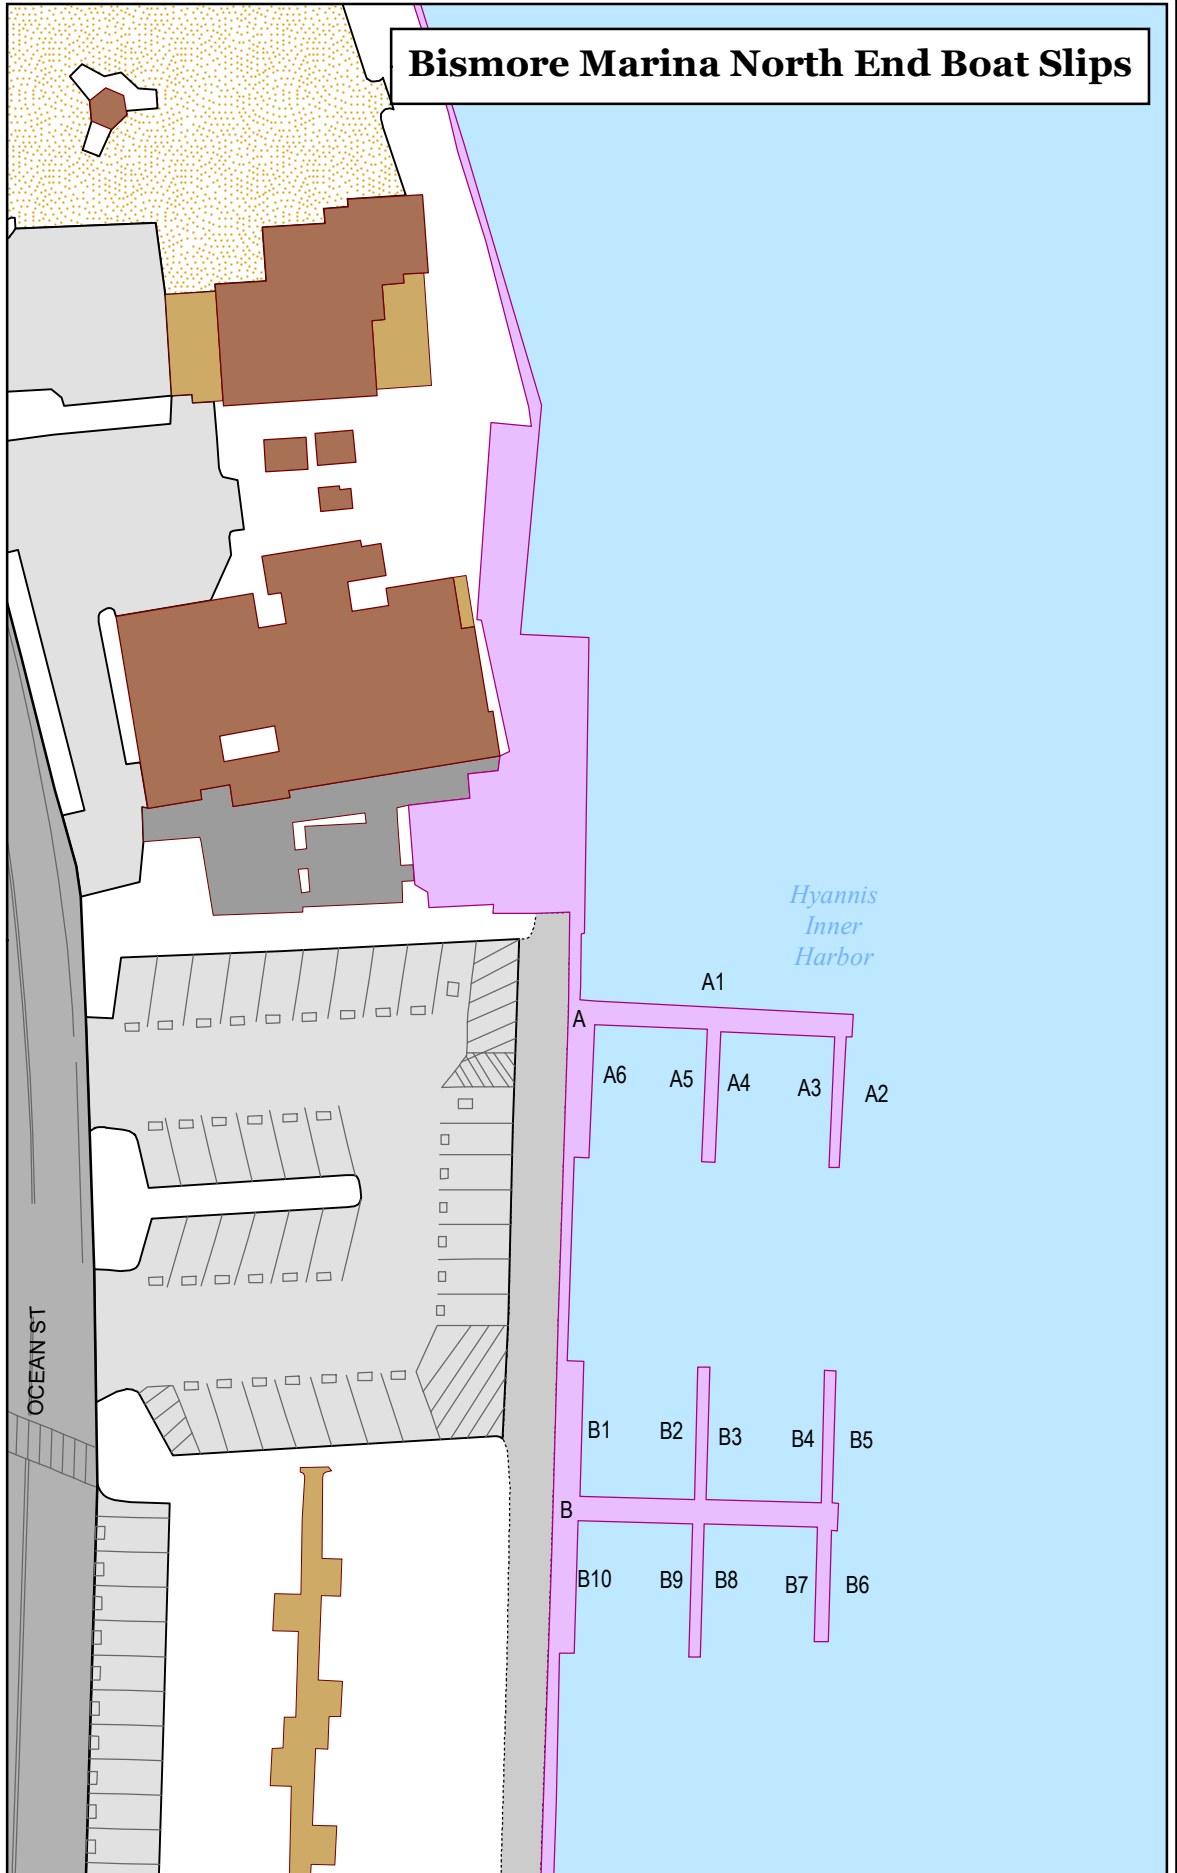 Bismore Marina North End Boat Slips
Hyannis
Inner
Harbor
A1
A
A6
A5
A4
A3
A2
OCEAN ST
B1
B2
B3
B4
B5
B
B10
B9
B8
B7
B6